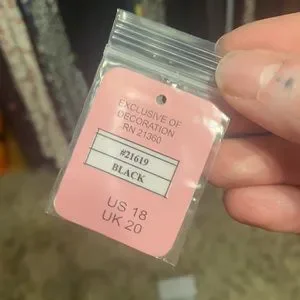 EXCLUSIVE OF
DECORATION
RN 21360
#21619
BLACK
US 18
UK 20